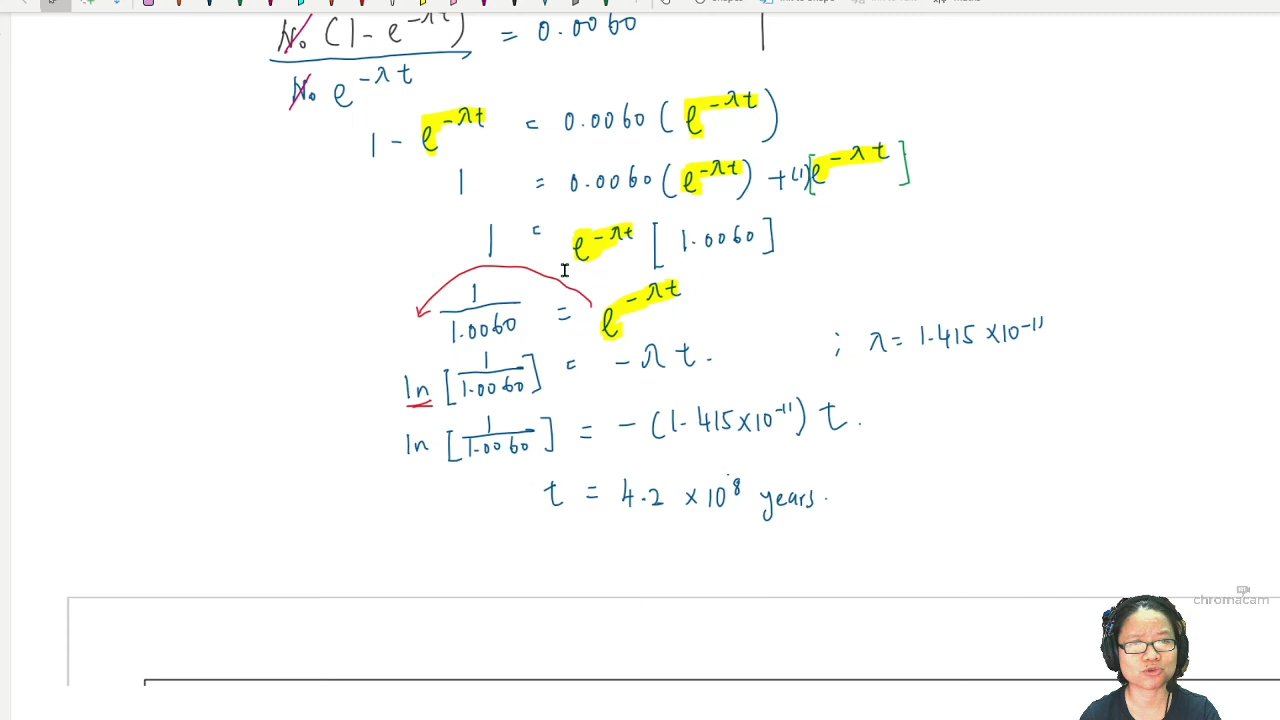 N₀ (1 - e^{-λt}) / N₀ e^{-λt} = 0.0060
1 - e^{-λt} = 0.0060 (e^{-λt})
1 = 0.0060 (e^{-λt}) + (1)[e^{-λt}]
1 = e^{-λt} [1.0060]
1 / 1.0060 = e^{-λt}
ln [1 / 1.0060] = -λt. ; λ = 1.415 × 10^{-11}
ln [1 / 1.0060] = -(1.415 × 10^{-11}) t.
t = 4.2 × 10^8 years.
chromacam